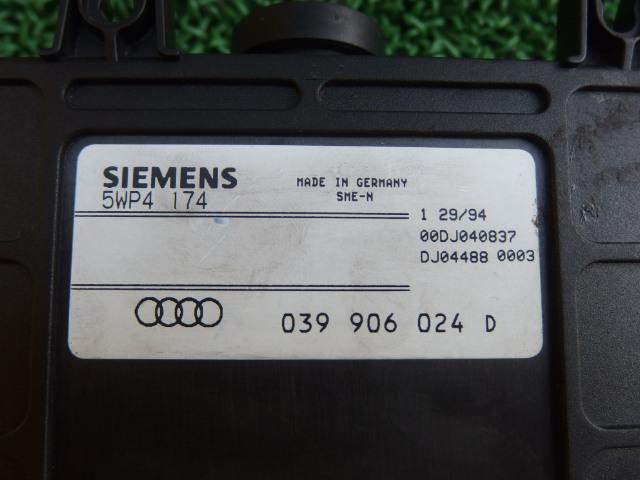 SIEMENS
5WP4 174
MADE IN GERMANY
SME-N
1 29/94
00DJ040837
DJ04488 0003
039 906 024 D